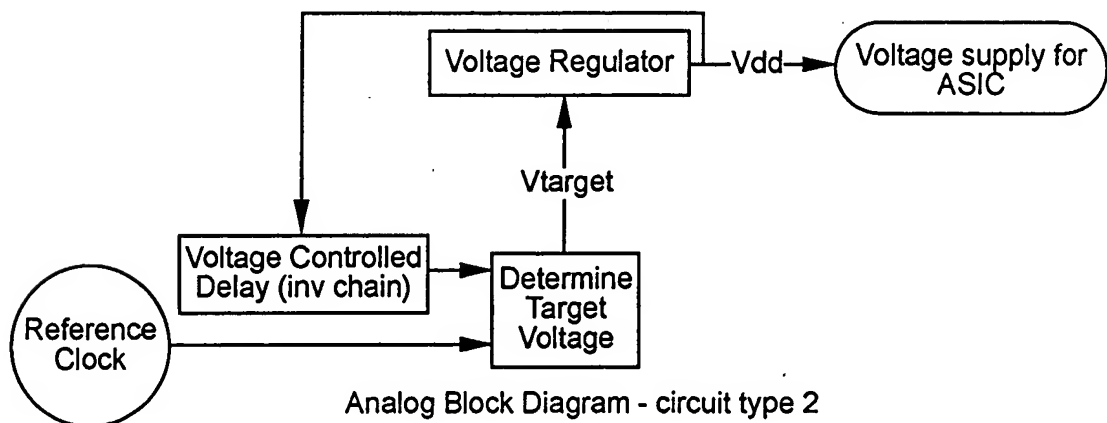 Voltage Regulator
Vdd
Voltage supply for
ASIC
Vtarget
Voltage Controlled
Delay (inv chain)
Determine
Target
Voltage
Reference
Clock
Analog Block Diagram - circuit type 2